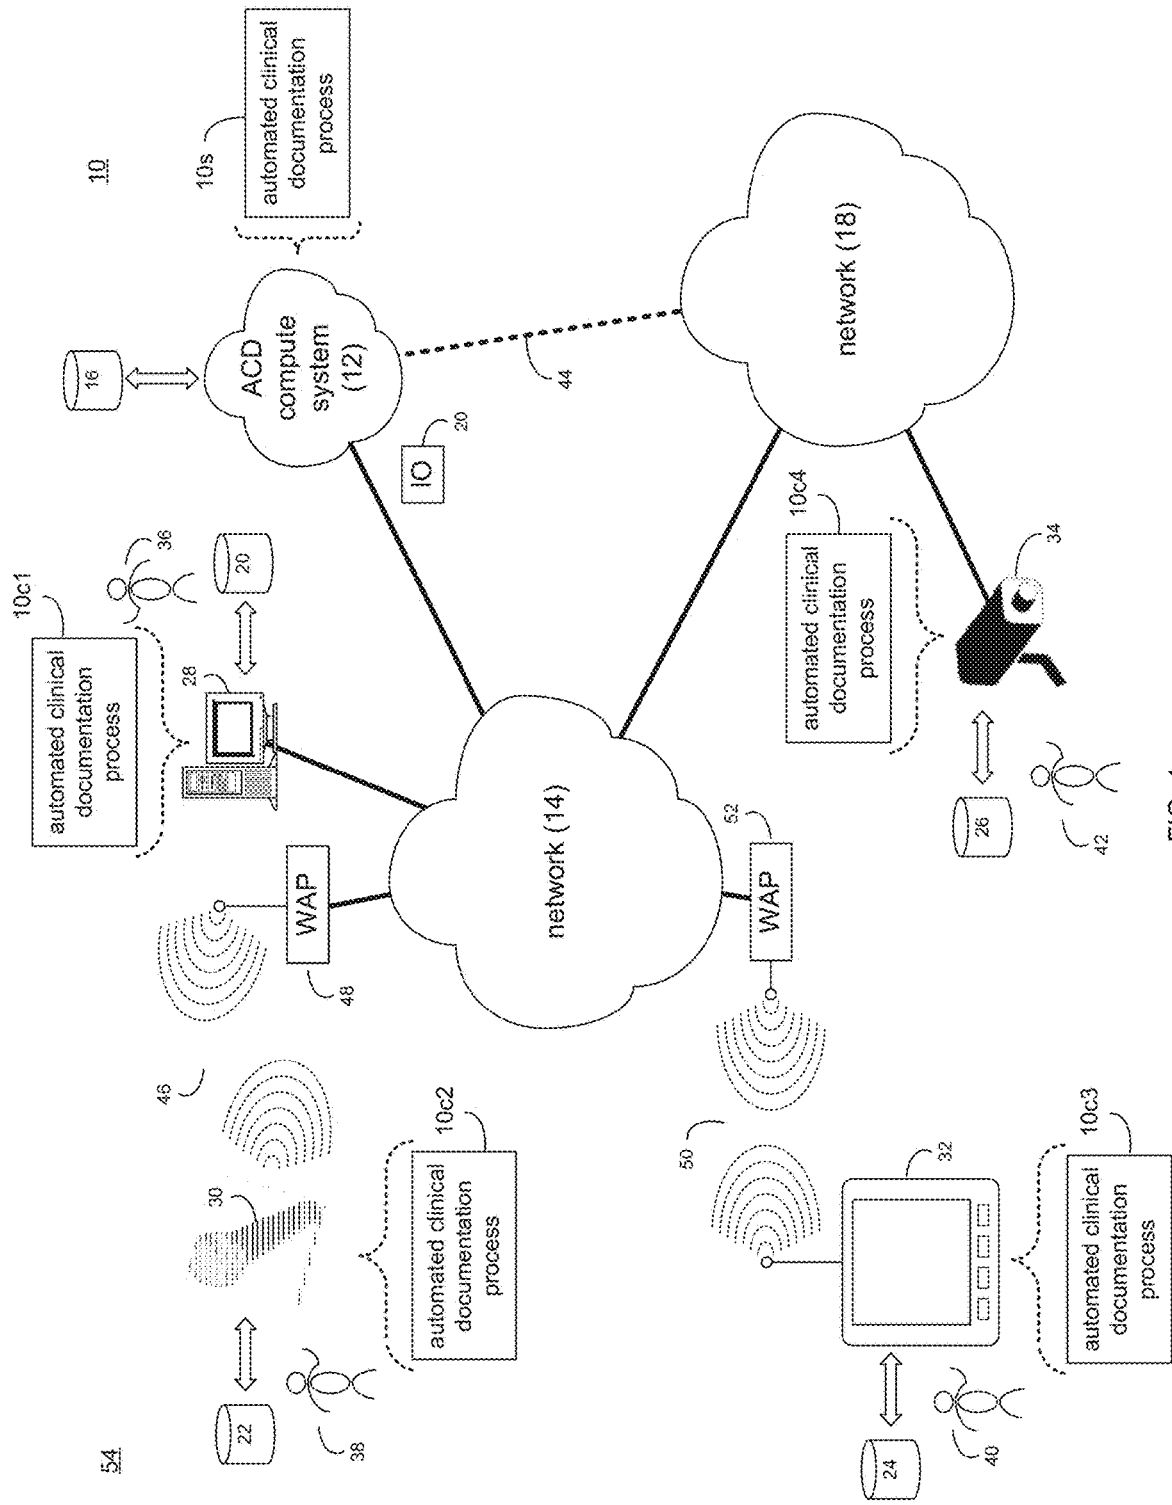 54
10
22
38
30
46
automated clinical
documentation
process
10c2
automated clinical
documentation
process
10c1
28
36
20
WAP
48
16
ACD
compute
system
(12)
10s
automated clinical
documentation
process
IO
20
44
network (14)
network (18)
50
WAP
52
24
40
32
automated clinical
documentation
process
10c3
automated clinical
documentation
process
10c4
26
42
34